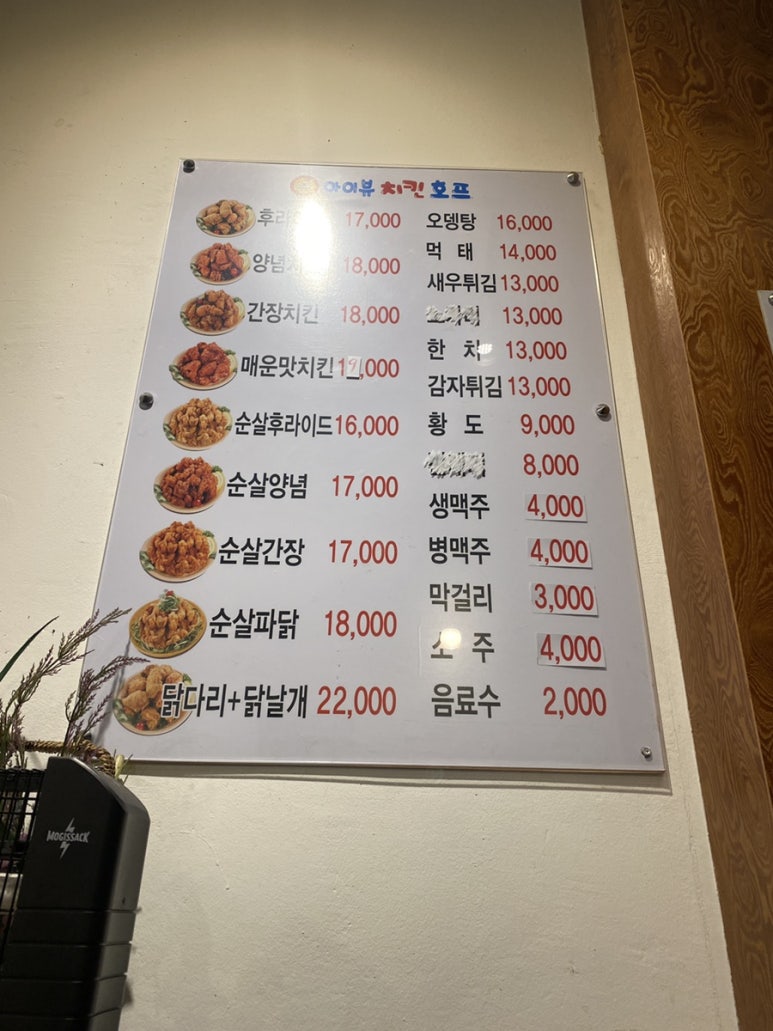 아이뷰 치킨 호프
17,000
18,000
간장치킨 18,000
매운맛치킨 19,000
순살후라이드 16,000
순살양념 17,000
순살간장 17,000
순살파닭 18,000
닭다리+닭날개 22,000
오뎅탕 16,000
먹태 14,000
새우튀김 13,000
13,000
한치 13,000
감자튀김 13,000
황도 9,000
8,000
생맥주 4,000
병맥주 4,000
막걸리 3,000
소주 4,000
음료수 2,000
MOGISSACK